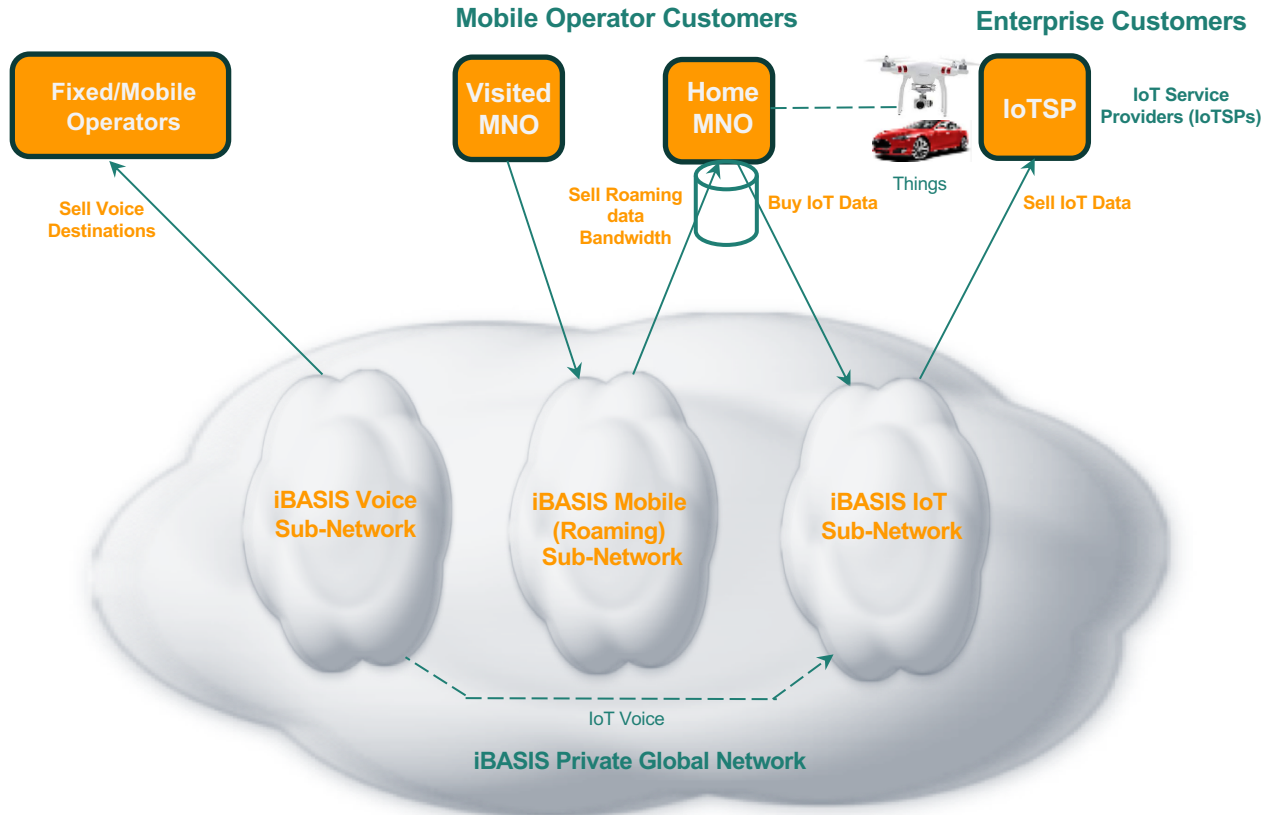 Mobile Operator Customers
Enterprise Customers
Fixed/Mobile
Operators
Visited
MNO
Home
MNO
IoTSP
IoT Service
Providers (IoTSPs)
Things
Sell Voice
Destinations
Sell Roaming
data
Bandwidth
Buy IoT Data
Sell IoT Data
iBASIS Voice
Sub-Network
iBASIS Mobile
(Roaming)
Sub-Network
iBASIS IoT
Sub-Network
IoT Voice
iBASIS Private Global Network